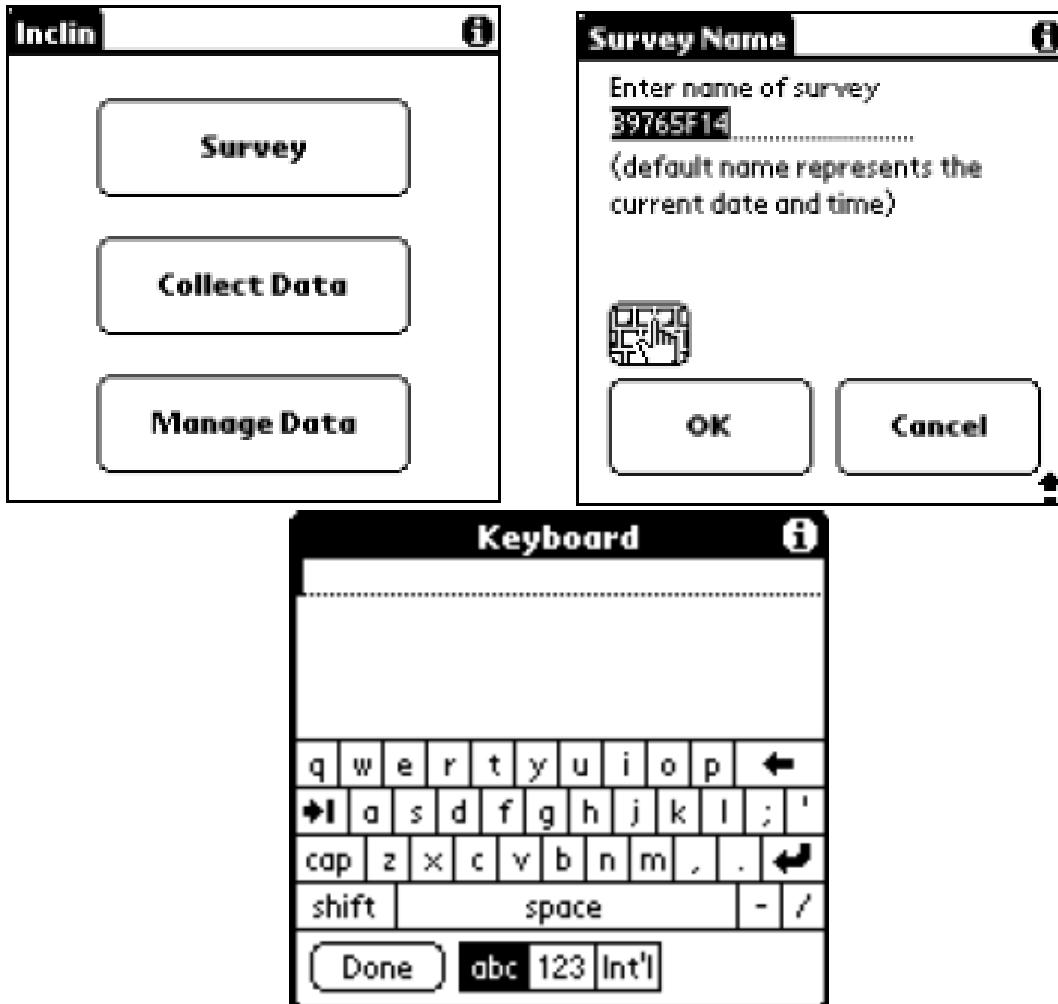 Inclin
Survey
Collect Data
Manage Data
Survey Name
Enter name of survey
39765F14
(default name represents the
current date and time)
OK
Cancel
Keyboard
q w e r t y u i o p
a s d f g h j k l ; '
cap z x c v b n m , .
shift space - /
Done abc 123 Int'l